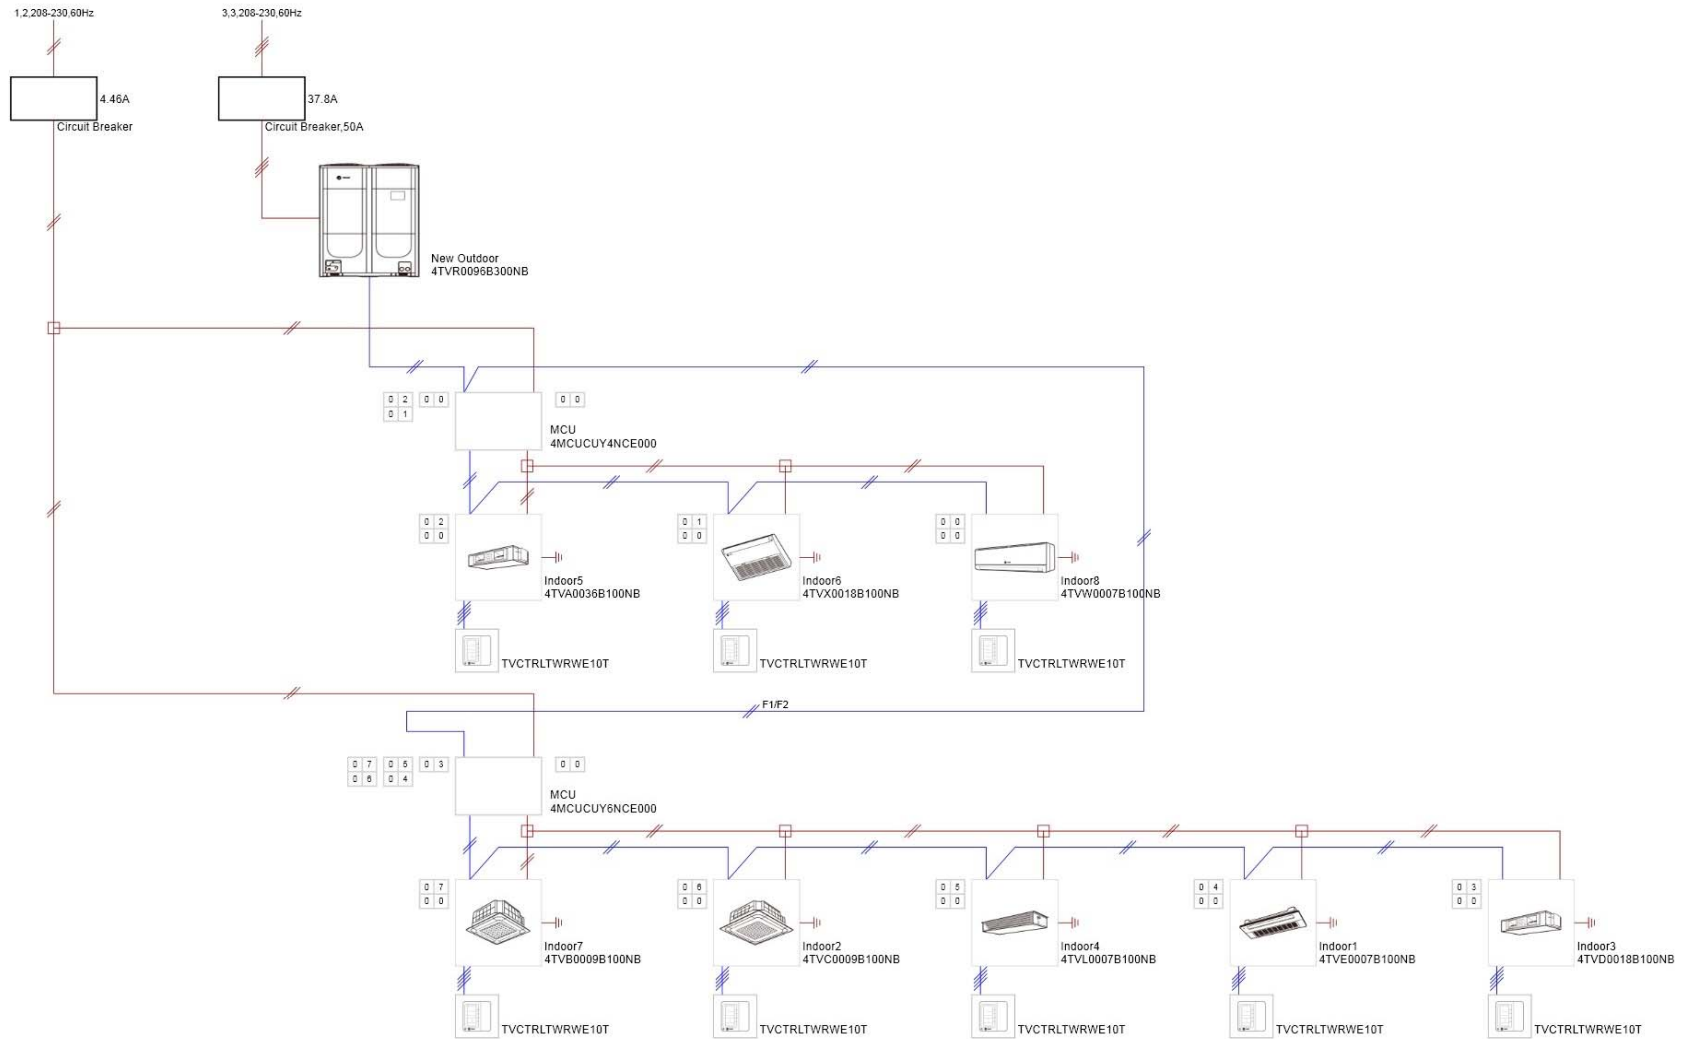 1,2,208-230,60Hz
3,3,208-230,60Hz
4.46A
Circuit Breaker
37.8A
Circuit Breaker,50A
New Outdoor
4TVR0096B300NB
0 2 0 0
0 1
0 0
MCU
4MCUCUY4NCE000
0 2
0 0
Indoor5
4TVA0036B100NB
TVCTRLTWRWE10T
0 1
0 0
Indoor6
4TVX0018B100NB
TVCTRLTWRWE10T
0 0
0 0
Indoor8
4TVW0007B100NB
TVCTRLTWRWE10T
F1/F2
0 7 0 5 0 3
0 6 0 4
0 0
MCU
4MCUCUY6NCE000
0 7
0 0
Indoor7
4TVB0009B100NB
TVCTRLTWRWE10T
0 6
0 0
Indoor2
4TVC0009B100NB
TVCTRLTWRWE10T
0 5
0 0
Indoor4
4TVL0007B100NB
TVCTRLTWRWE10T
0 4
0 0
Indoor1
4TVE0007B100NB
TVCTRLTWRWE10T
0 3
0 0
Indoor3
4TVD0018B100NB
TVCTRLTWRWE10T